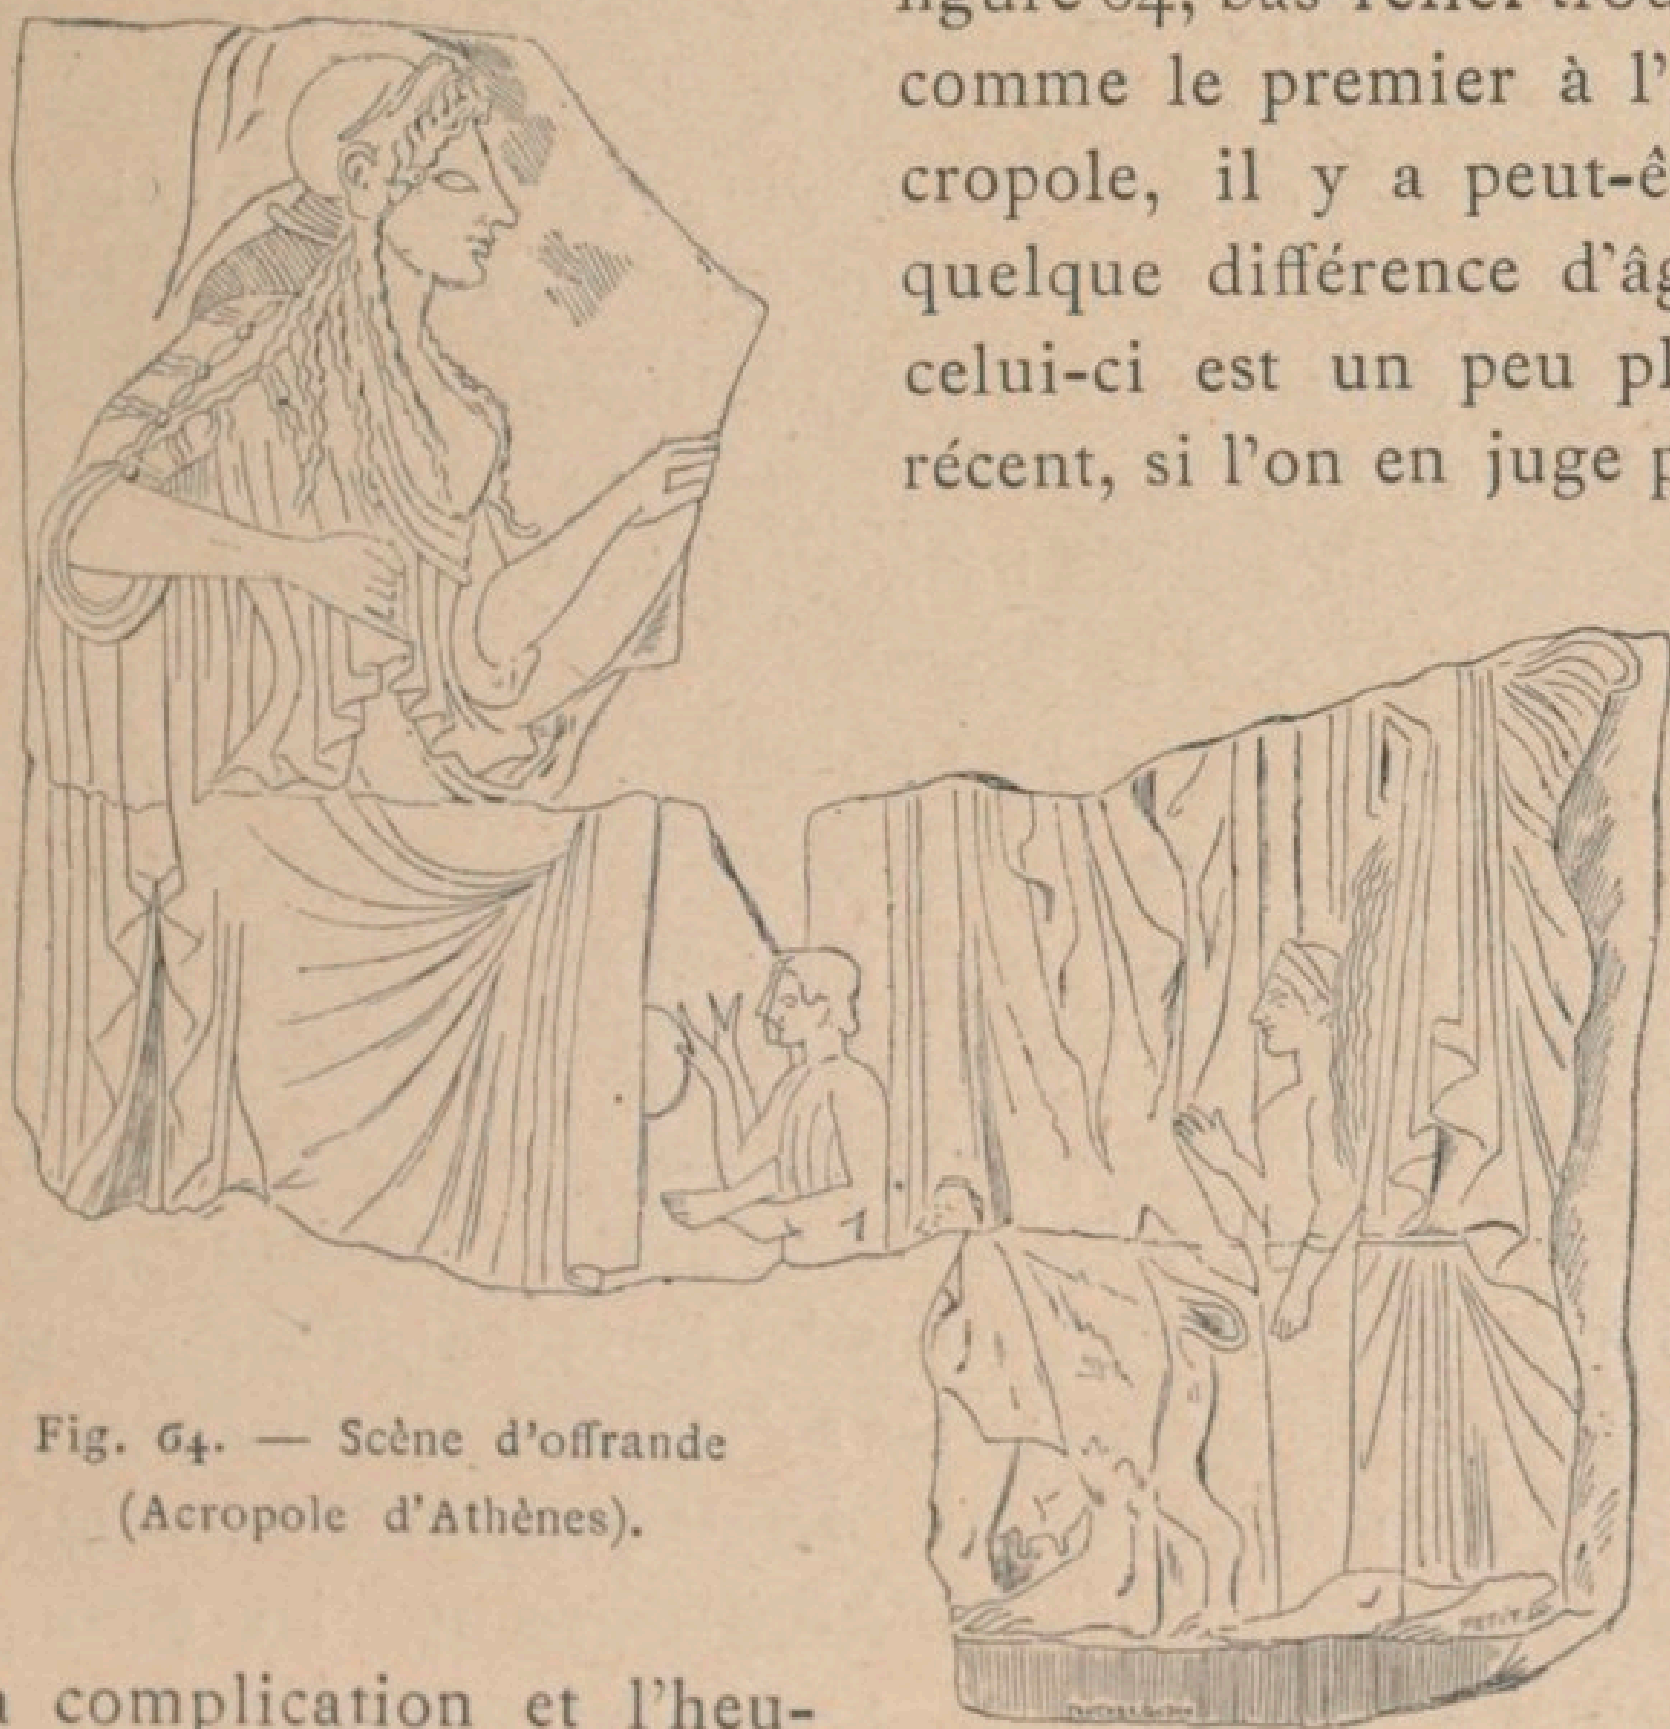 comme le premier à l'
cropole, il y a peut-ê
quelque différence d'âg
celui-ci est un peu pl
récent, si l'on en juge p
Fig. 64. — Scène d'offrande
(Acropole d'Athènes).
PETIT
complication et l'heu-